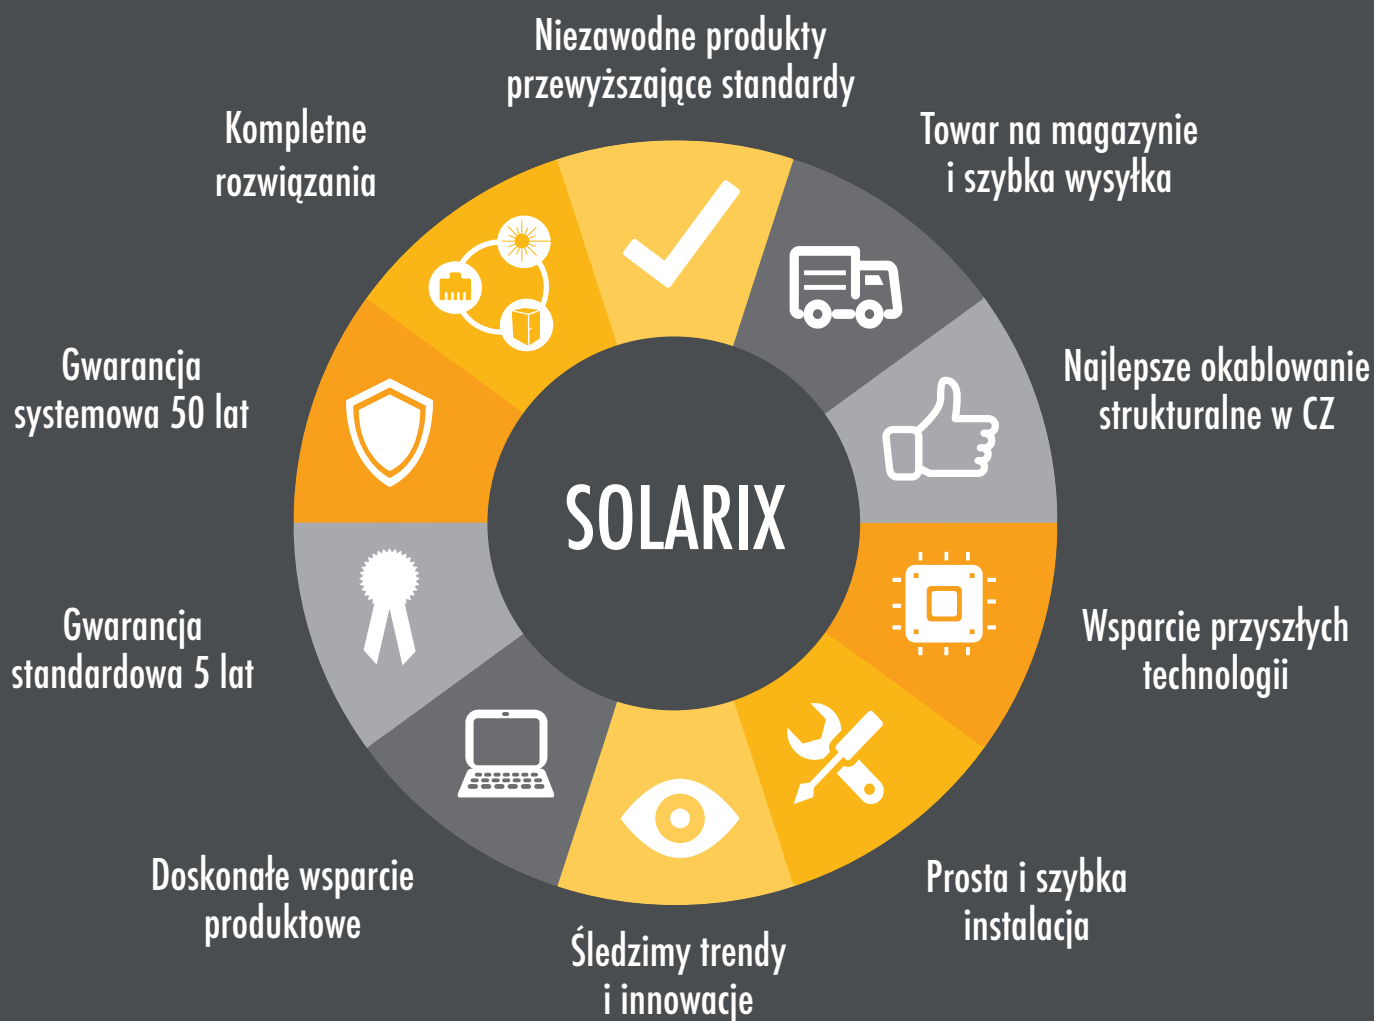 Niezawodne produkty
przewyższające standardy
Towar na magazynie
i szybka wysyłka
Najlepsze okablowanie
strukturalne w CZ
Wsparcie przyszłych
technologii
Prosta i szybka
instalacja
Śledzimy trendy
i innowacje
Doskonałe wsparcie
produktowe
Gwarancja
standardowa 5 lat
Gwarancja
systemowa 50 lat
Kompletne
rozwiązania
SOLARIX